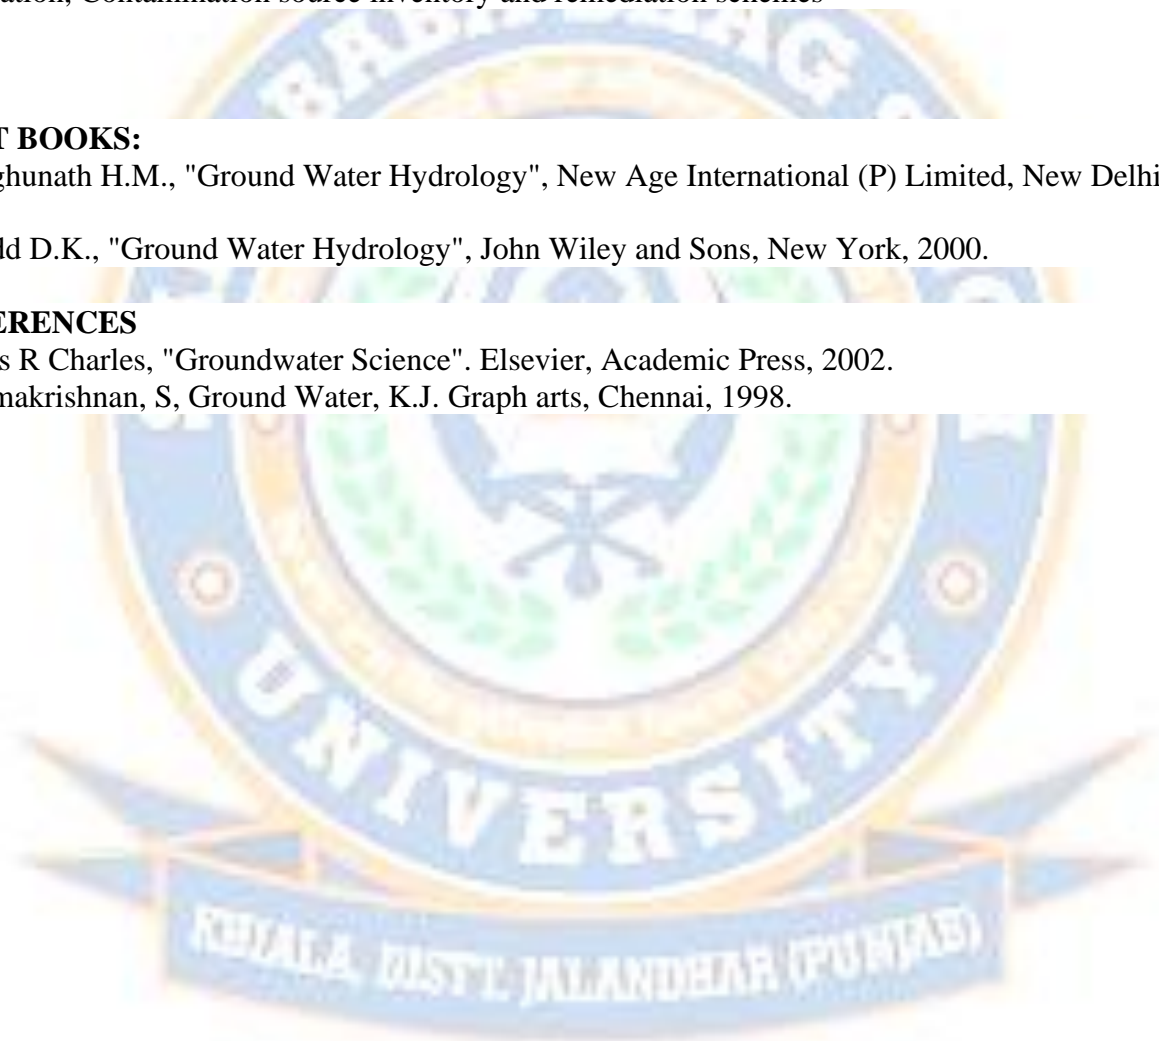 ation, Contamination source inventory and remediation schemes
T BOOKS:
ghunath H.M., "Ground Water Hydrology", New Age International (P) Limited, New Delhi
dd D.K., "Ground Water Hydrology", John Wiley and Sons, New York, 2000.
ERENCES
s R Charles, "Groundwater Science". Elsevier, Academic Press, 2002.
makrishnan, S, Ground Water, K.J. Graph arts, Chennai, 1998.
UNIVERSITY
KHIALA, DISTT. JALANDHAR (PUNJAB)